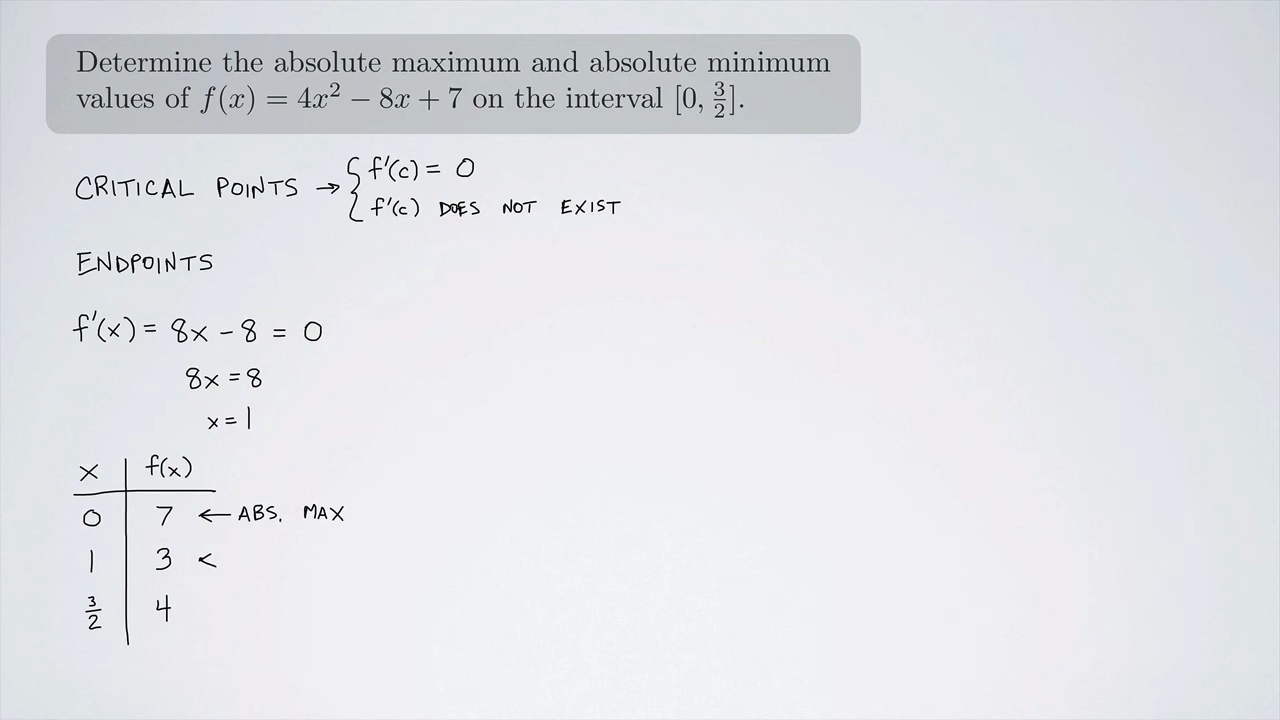 Determine the absolute maximum and absolute minimum
values of f(x) = 4x² − 8x + 7 on the interval [0, 3/2].
CRITICAL POINTS → { f'(c) = 0
f'(c) DOES NOT EXIST
ENDPOINTS
f'(x) = 8x − 8 = 0
8x = 8
x = 1
x | f(x)
0 | 7 ← ABS. MAX
1 | 3 <
3/2 | 4